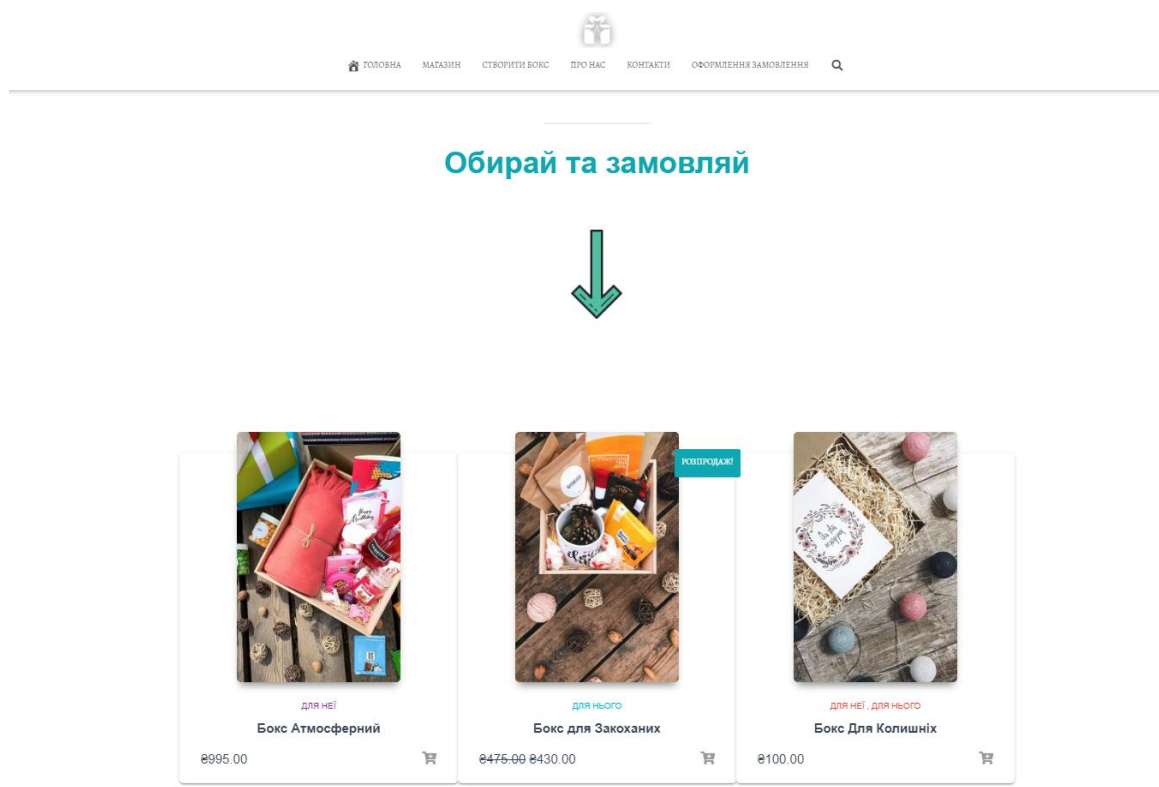 ГОЛОВНА МАГАЗИН СТВОРИТИ БОКС ПРО НАС КОНТАКТИ ОФОРМЛЕННЯ ЗАМОВЛЕННЯ
Обирай та замовляй
РОЗПРОДАЖ!
ДЛЯ НЕЇ
Бокс Атмосферний
₴995.00
ДЛЯ НЬОГО
Бокс для Закоханих
₴475.00 ₴430.00
ДЛЯ НЕЇ , ДЛЯ НЬОГО
Бокс Для Колишніх
₴100.00